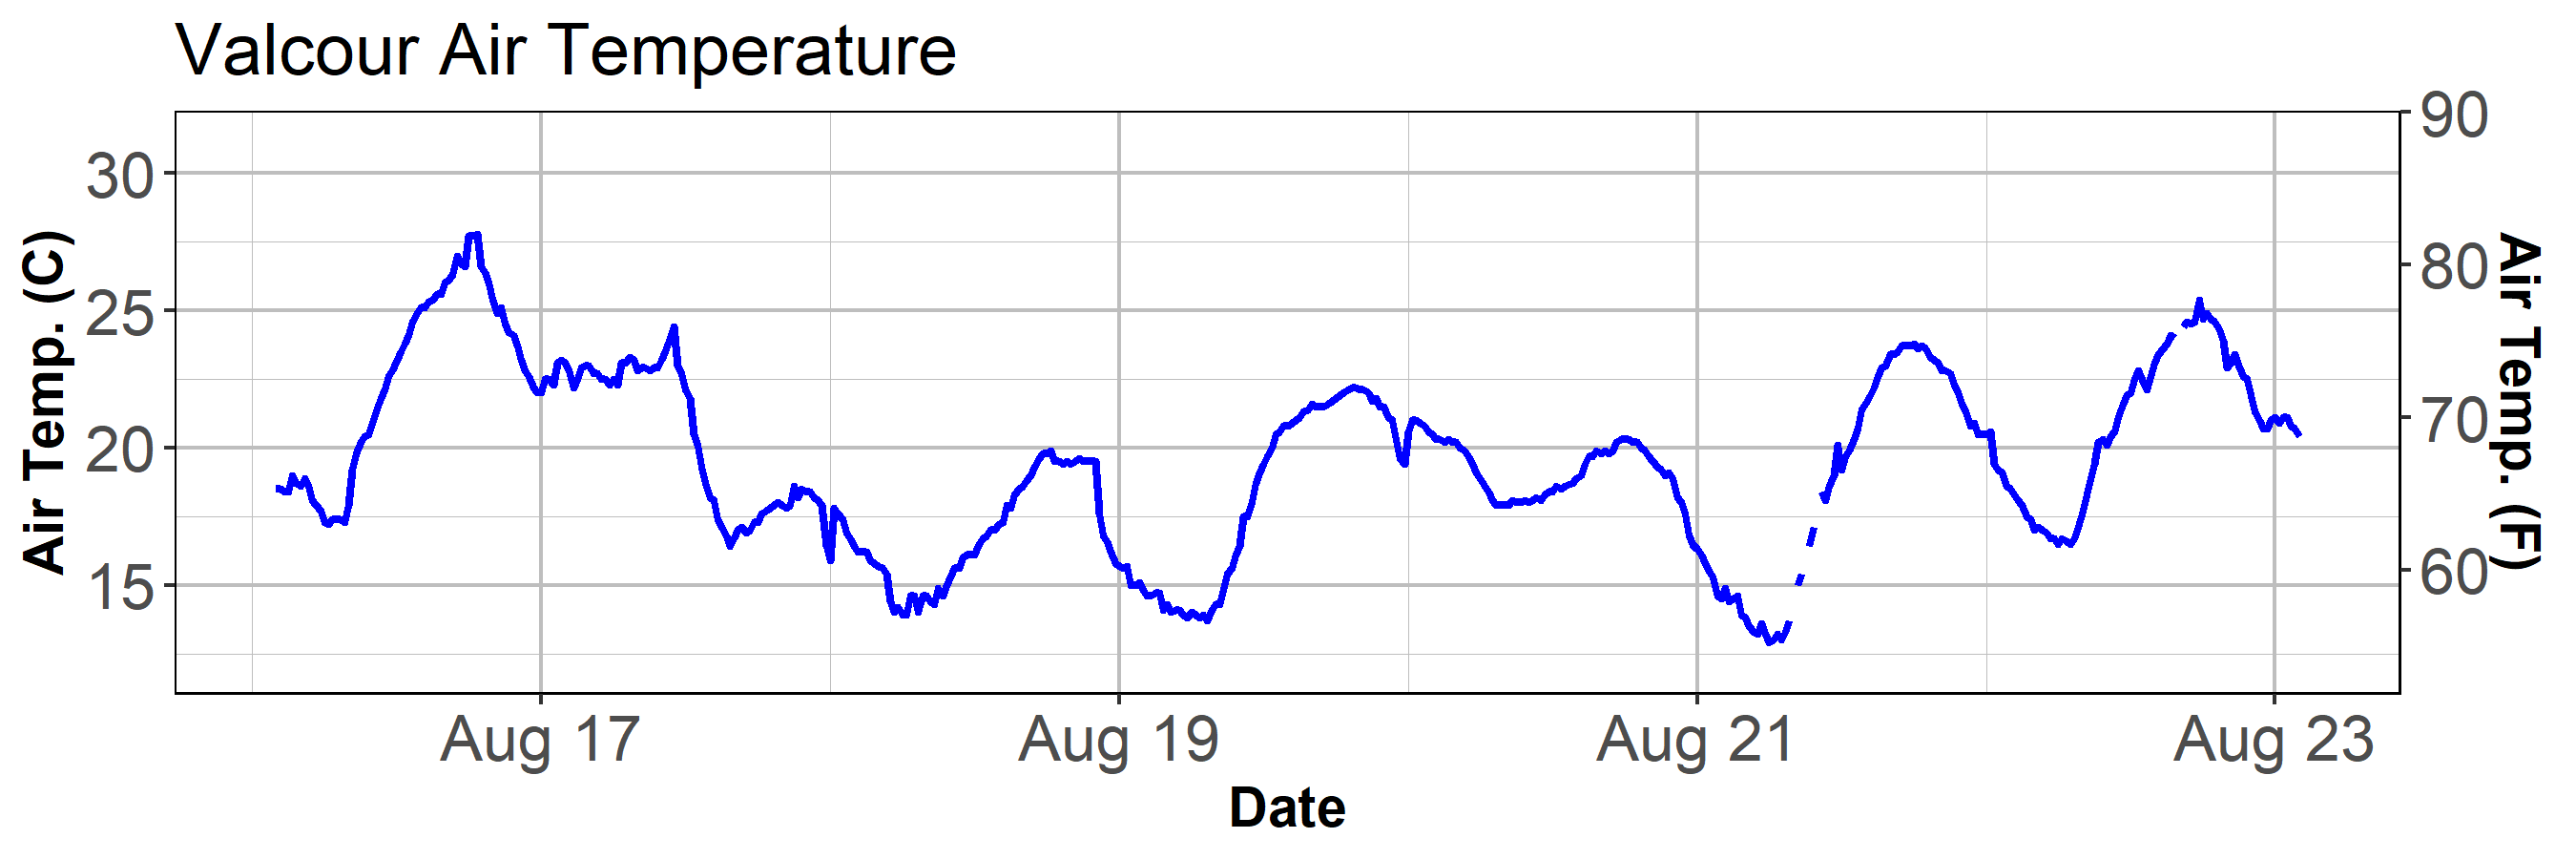 Valcour Air Temperature
90
30
80
25
70
20
60
15
Air Temp. (C)
Air Temp. (F)
Aug 17 Aug 19 Aug 21 Aug 23
Date